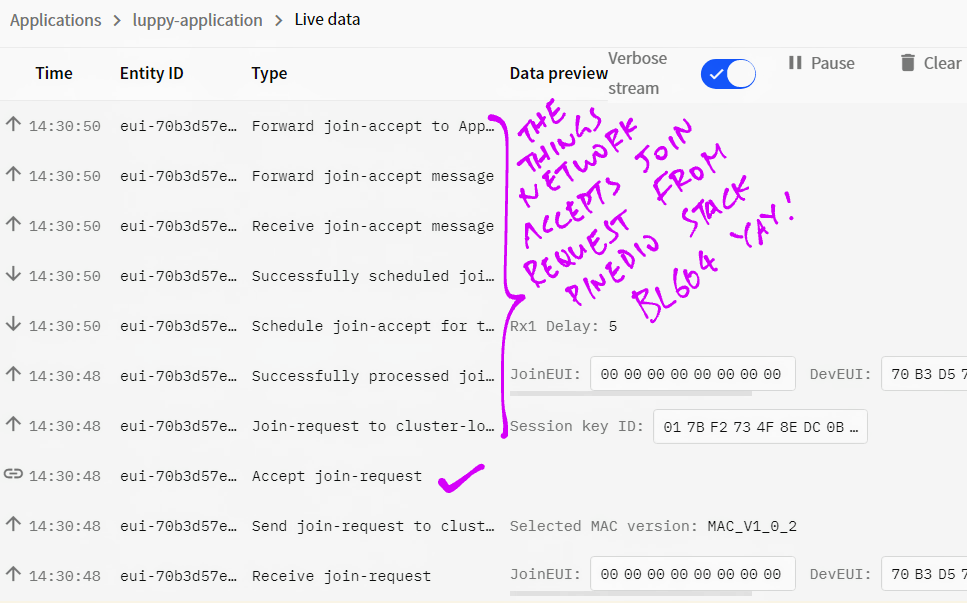 Applications > luppy-application > Live data
Time Entity ID Type Data preview Verbose stream Pause Clear
↑ 14:30:50 eui-70b3d57e… Forward join-accept to App…
↑ 14:30:50 eui-70b3d57e… Forward join-accept message
↑ 14:30:50 eui-70b3d57e… Receive join-accept message
↓ 14:30:50 eui-70b3d57e… Successfully scheduled joi…
↓ 14:30:50 eui-70b3d57e… Schedule join-accept for t… Rx1 Delay: 5
↑ 14:30:48 eui-70b3d57e… Successfully processed joi… JoinEUI: 00 00 00 00 00 00 00 00 DevEUI: 70 B3 D5 7
↑ 14:30:48 eui-70b3d57e… Join-request to cluster-lo… Session key ID: 01 7B F2 73 4F 8E DC 0B …
14:30:48 eui-70b3d57e… Accept join-request
↑ 14:30:48 eui-70b3d57e… Send join-request to clust… Selected MAC version: MAC_V1_0_2
↑ 14:30:48 eui-70b3d57e… Receive join-request JoinEUI: 00 00 00 00 00 00 00 00 DevEUI: 70 B3 D5 7
THE
THINGS
NETWORK
ACCEPTS JOIN
REQUEST FROM
PINEDIO STACK
BL604 YAY!